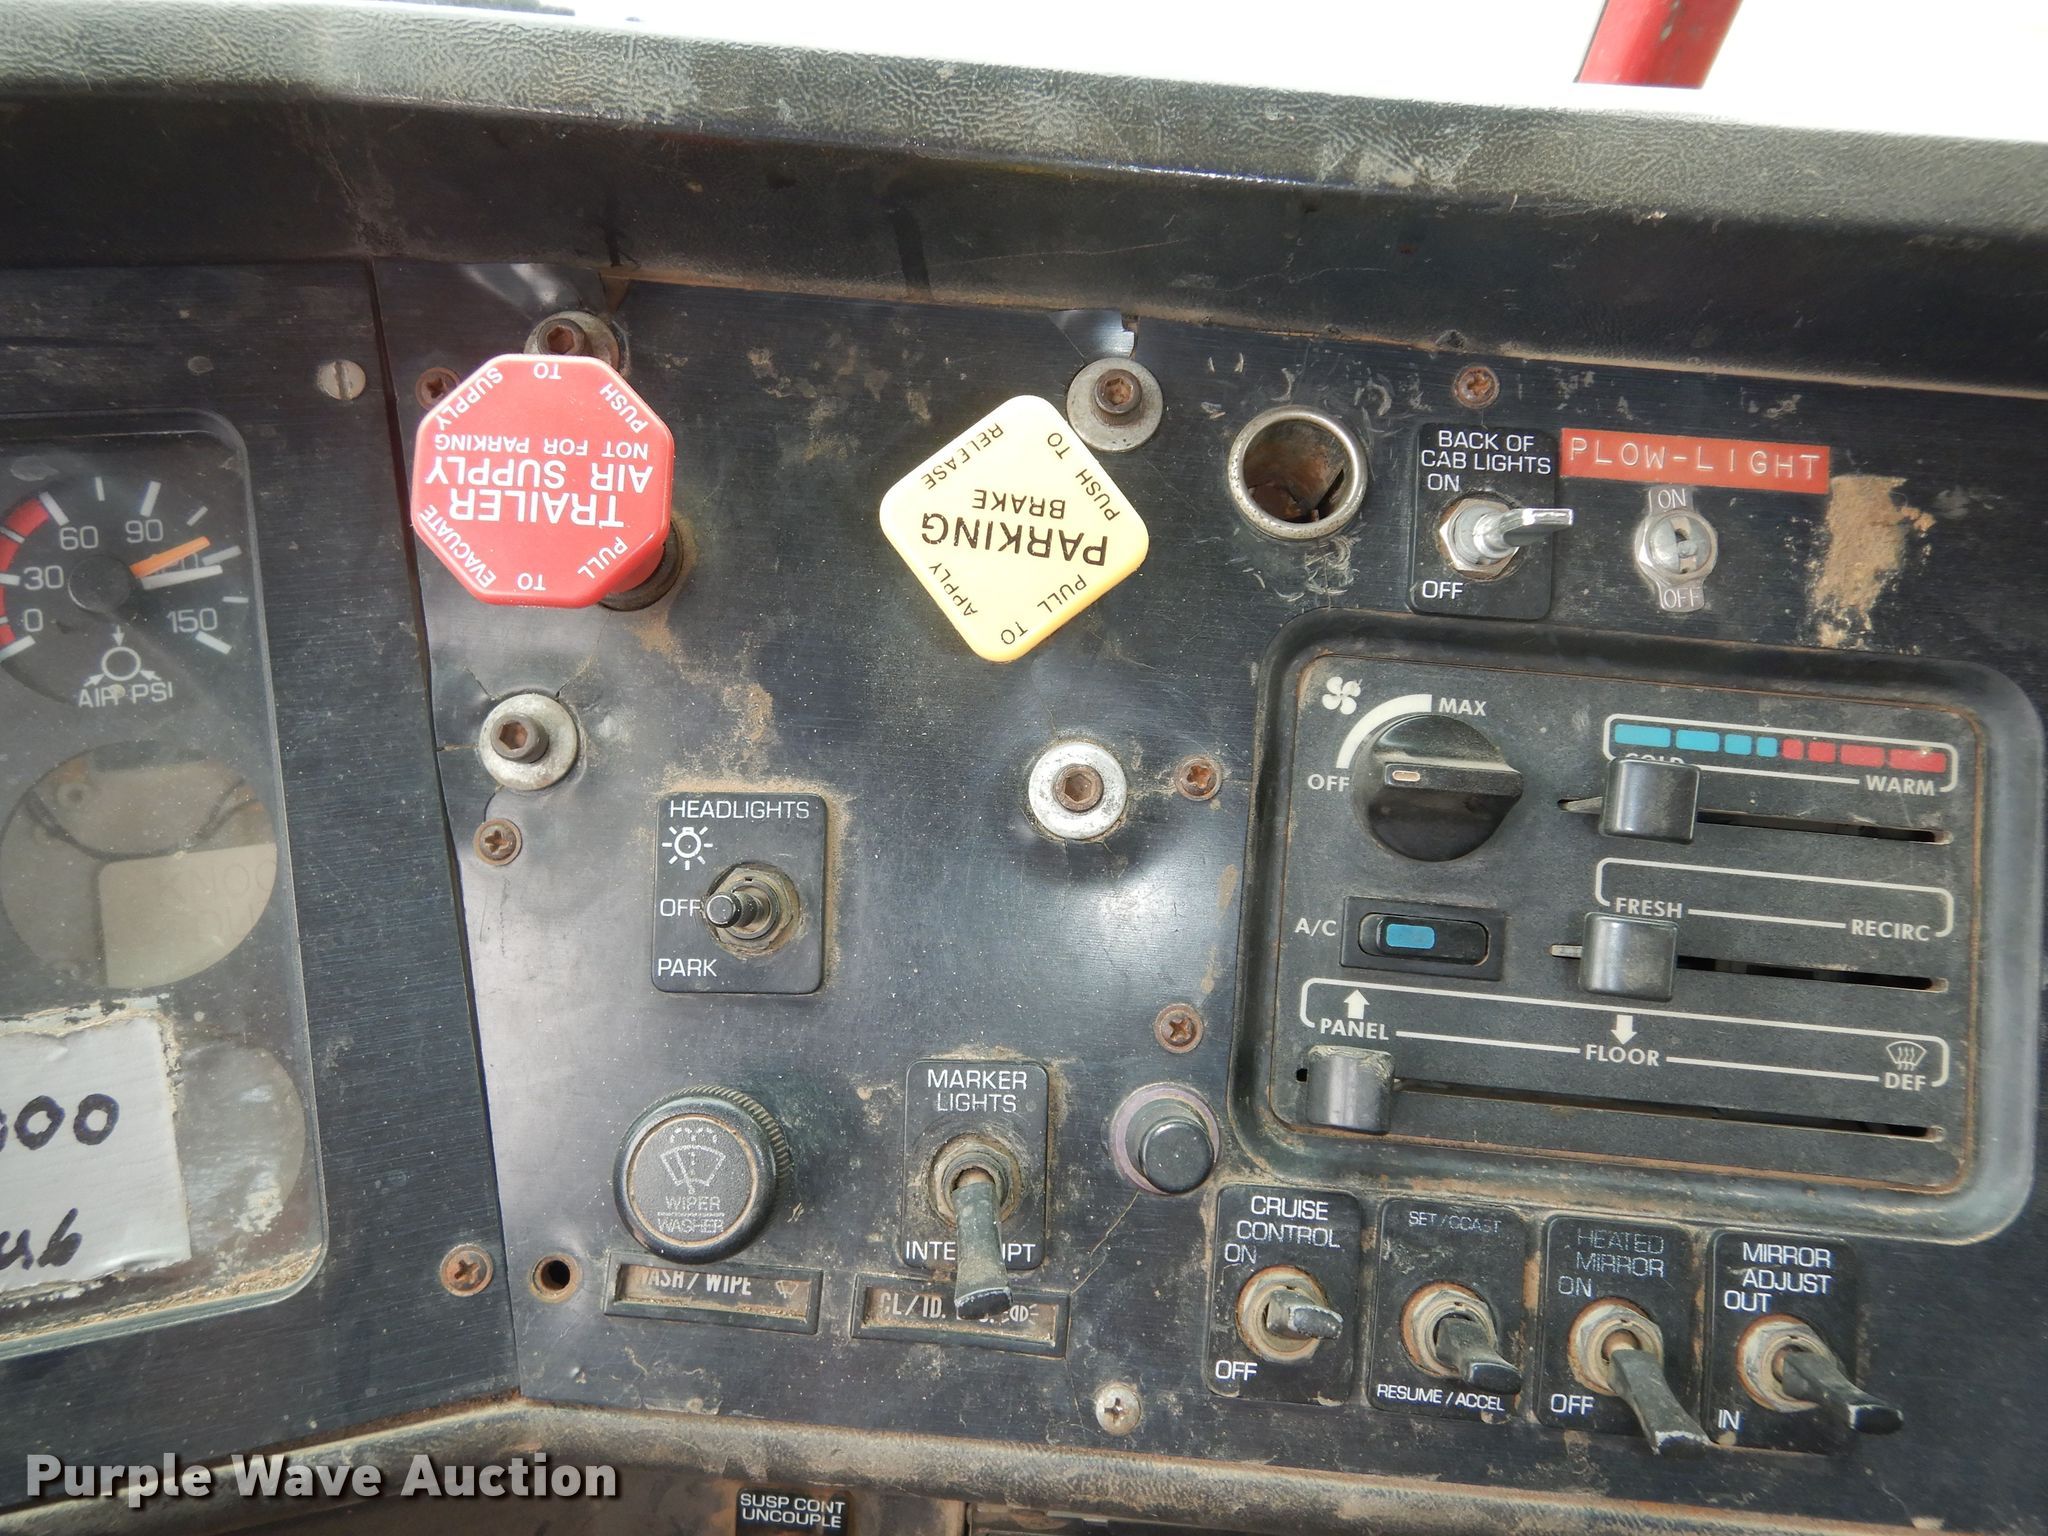 60
90
30
0
150
AIR PSI
000
PUSH TO SUPPLY
NOT FOR PARKING
TRAILER
AIR SUPPLY
PULL TO EVACUATE
PUSH TO RELEASE
PARKING
BRAKE
PULL TO APPLY
BACK OF
CAB LIGHTS
ON
OFF
PLOW-LIGHT
ON
OFF
MAX
OFF
COLD
WARM
A/C
FRESH
RECIRC
PANEL
FLOOR
DEF
HEADLIGHTS
OFF
PARK
WIPER
WASHER
WASH/WIPE
MARKER
LIGHTS
CL/ID.
CRUISE
CONTROL
ON
OFF
SET/COAST
RESUME/ACCEL
HEATED
MIRROR
ON
OFF
MIRROR
ADJUST
OUT
IN
SUSP CONT
UNCOUPLE
Purple Wave Auction